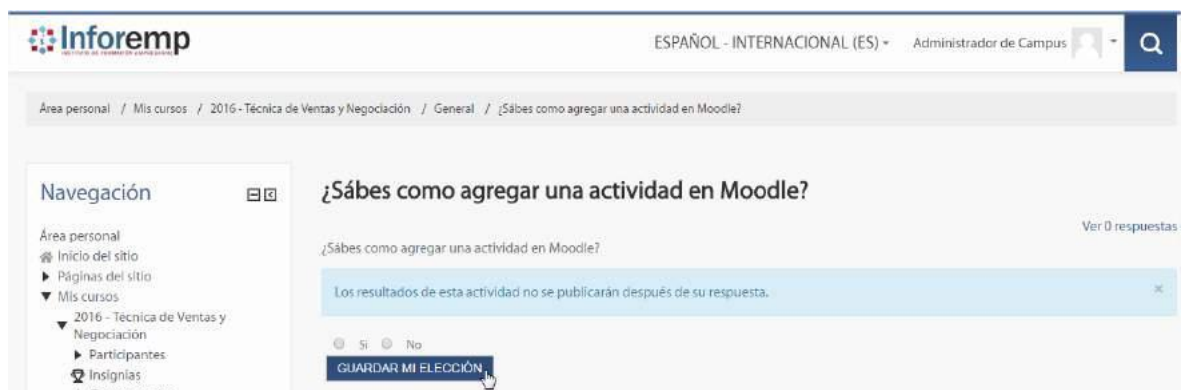 Inforemp
ESPAÑOL - INTERNACIONAL (ES)
Administrador de Campus
Área personal / Mis cursos / 2016 - Técnica de Ventas y Negociación / General / ¿Sábes como agregar una actividad en Moodle?
Navegación
Área personal
Inicio del sitio
Páginas del sitio
Mis cursos
2016 - Técnica de Ventas y
Negociación
Participantes
Insignias
¿Sábes como agregar una actividad en Moodle?
Ver 0 respuestas
¿Sábes como agregar una actividad en Moodle?
Los resultados de esta actividad no se publicarán después de su respuesta. ×
Si No
GUARDAR MI ELECCIÓN